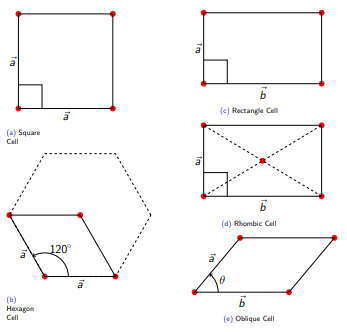 a⃗
a⃗
(a) Square
Cell
120°
a⃗
a⃗
(b)
Hexagon
Cell
a⃗
b⃗
(c) Rectangle Cell
a⃗
b⃗
(d) Rhombic Cell
a⃗
θ
b⃗
(e) Oblique Cell